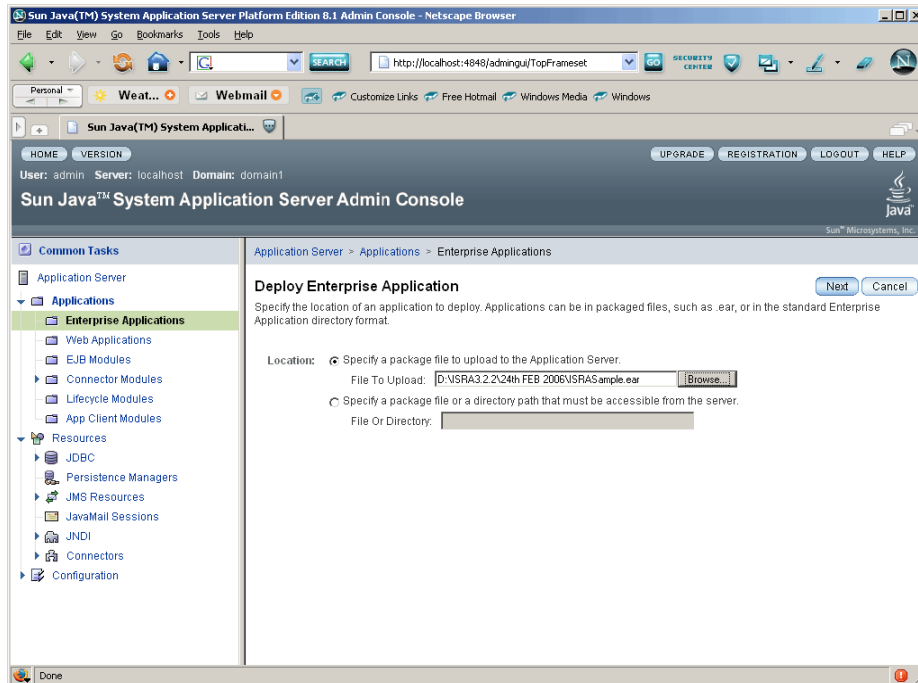 Sun Java(TM) System Application Server Platform Edition 8.1 Admin Console - Netscape Browser
File Edit View Go Bookmarks Tools Help
SEARCH http://localhost:4848/admingui/TopFrameset GO SECURITY CENTER
Personal Weat... Webmail Customize Links Free Hotmail Windows Media Windows
Sun Java(TM) System Applicati...
HOME VERSION UPGRADE REGISTRATION LOGOUT HELP
User: admin Server: localhost Domain: domain1
Sun Java™ System Application Server Admin Console
Java™
Sun™ Microsystems, Inc.
Common Tasks
Application Server
Applications
Enterprise Applications
Web Applications
EJB Modules
Connector Modules
Lifecycle Modules
App Client Modules
Resources
JDBC
Persistence Managers
JMS Resources
JavaMail Sessions
JNDI
Connectors
Configuration
Application Server > Applications > Enterprise Applications
Deploy Enterprise Application Next Cancel
Specify the location of an application to deploy. Applications can be in packaged files, such as .ear, or in the standard Enterprise
Application directory format.
Location: Specify a package file to upload to the Application Server.
File To Upload: D:\ISRA3.2.2\24th FEB 2006\ISRASample.ear Browse...
Specify a package file or a directory path that must be accessible from the server.
File Or Directory:
Done